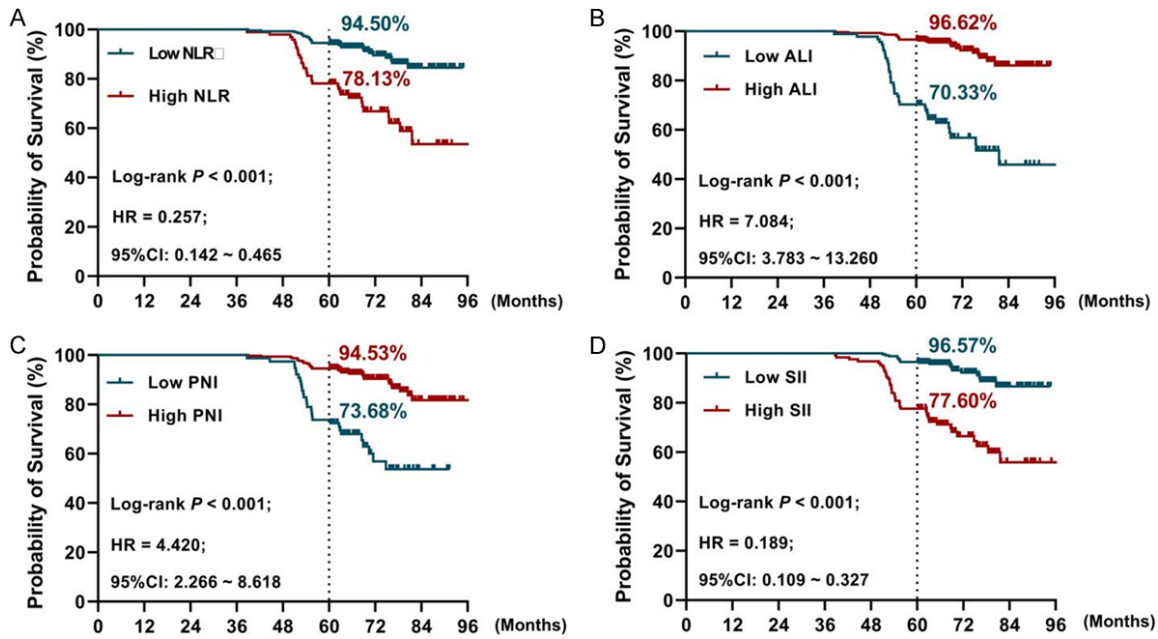 A
Probability of Survival (%)
100
80
60
40
20
0
94.50%
Low NLR□
High NLR
78.13%
Log-rank P < 0.001;
HR = 0.257;
95%CI: 0.142 ~ 0.465
0 12 24 36 48 60 72 84 96 (Months)
B
Probability of Survival (%)
100
80
60
40
20
0
96.62%
Low ALI
High ALI
70.33%
Log-rank P < 0.001;
HR = 7.084;
95%CI: 3.783 ~ 13.260
0 12 24 36 48 60 72 84 96 (Months)
C
Probability of Survival (%)
100
80
60
40
20
0
94.53%
Low PNI
High PNI
73.68%
Log-rank P < 0.001;
HR = 4.420;
95%CI: 2.266 ~ 8.618
0 12 24 36 48 60 72 84 96 (Months)
D
Probability of Survival (%)
100
80
60
40
20
0
96.57%
Low SII
High SII
77.60%
Log-rank P < 0.001;
HR = 0.189;
95%CI: 0.109 ~ 0.327
0 12 24 36 48 60 72 84 96 (Months)